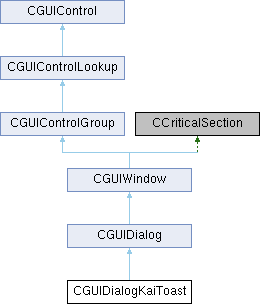 CGUIControl
CGUIControlLookup
CGUIControlGroup
CCriticalSection
CGUIWindow
CGUIDialog
CGUIDialogKaiToast